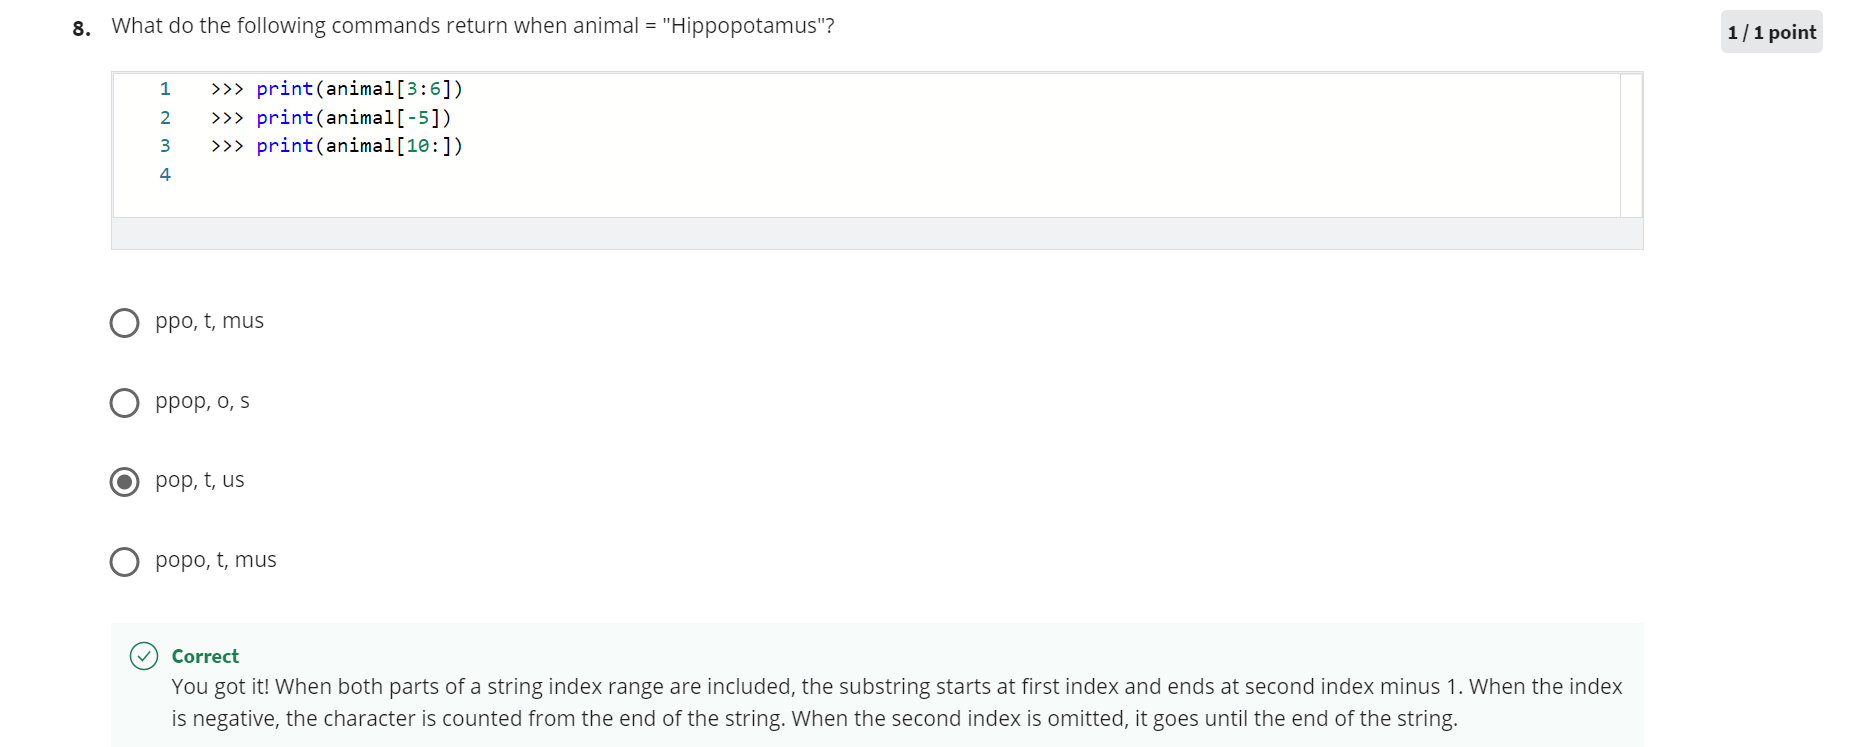 8. What do the following commands return when animal = "Hippopotamus"?
1 / 1 point
1 >>> print(animal[3:6])
2 >>> print(animal[-5])
3 >>> print(animal[10:])
4
ppo, t, mus
ppop, o, s
pop, t, us
popo, t, mus
Correct
You got it! When both parts of a string index range are included, the substring starts at first index and ends at second index minus 1. When the index
is negative, the character is counted from the end of the string. When the second index is omitted, it goes until the end of the string.